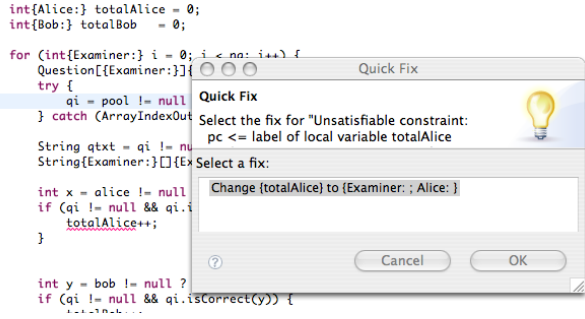 int{Alice:} totalAlice = 0;
int{Bob:} totalBob   = 0;
for (int{Examiner:} i = 0; i < nq; i++) {
Question[{Examiner:}]{
try {
qi = pool != null
} catch (ArrayIndexOut
String qtxt = qi != nu
String{Examiner:}[]{Ex
int x = alice != null
if (qi != null && qi.i
totalAlice++;
}
int y = bob != null ?
if (qi != null && qi.isCorrect(y)) {
totalBob++;
Quick Fix
Quick Fix
Select the fix for "Unsatisfiable constraint:
pc <= label of local variable totalAlice
Select a fix:
Change {totalAlice} to {Examiner: ; Alice: }
?
Cancel
OK